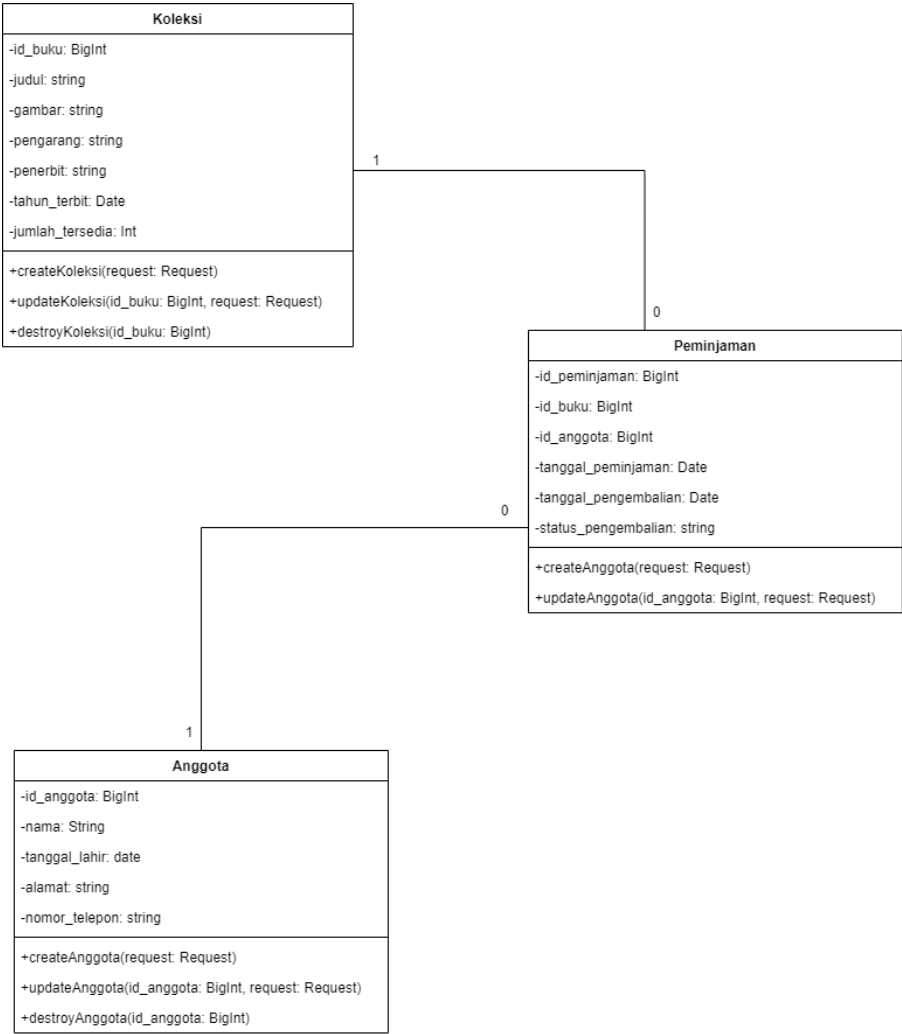 Koleksi
-id_buku: BigInt
-judul: string
-gambar: string
-pengarang: string
-penerbit: string
-tahun_terbit: Date
-jumlah_tersedia: Int
+createKoleksi(request: Request)
+updateKoleksi(id_buku: BigInt, request: Request)
+destroyKoleksi(id_buku: BigInt)
1
0
Peminjaman
-id_peminjaman: BigInt
-id_buku: BigInt
-id_anggota: BigInt
-tanggal_peminjaman: Date
-tanggal_pengembalian: Date
-status_pengembalian: string
+createAnggota(request: Request)
+updateAnggota(id_anggota: BigInt, request: Request)
0
1
Anggota
-id_anggota: BigInt
-nama: String
-tanggal_lahir: date
-alamat: string
-nomor_telepon: string
+createAnggota(request: Request)
+updateAnggota(id_anggota: BigInt, request: Request)
+destroyAnggota(id_anggota: BigInt)